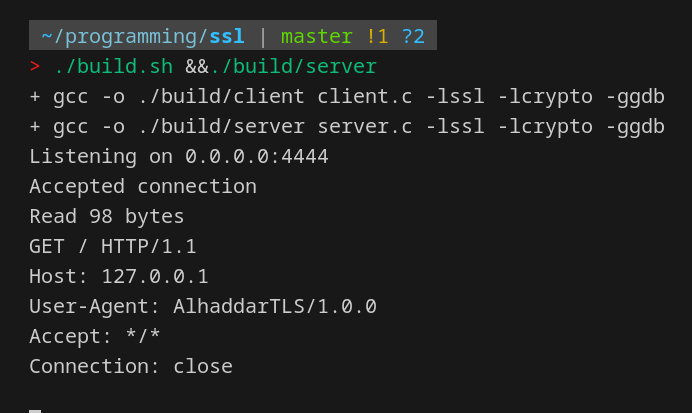 ~/programming/ssl | master !1 ?2
> ./build.sh &&./build/server
+ gcc -o ./build/client client.c -lssl -lcrypto -ggdb
+ gcc -o ./build/server server.c -lssl -lcrypto -ggdb
Listening on 0.0.0.0:4444
Accepted connection
Read 98 bytes
GET / HTTP/1.1
Host: 127.0.0.1
User-Agent: AlhaddarTLS/1.0.0
Accept: */*
Connection: close